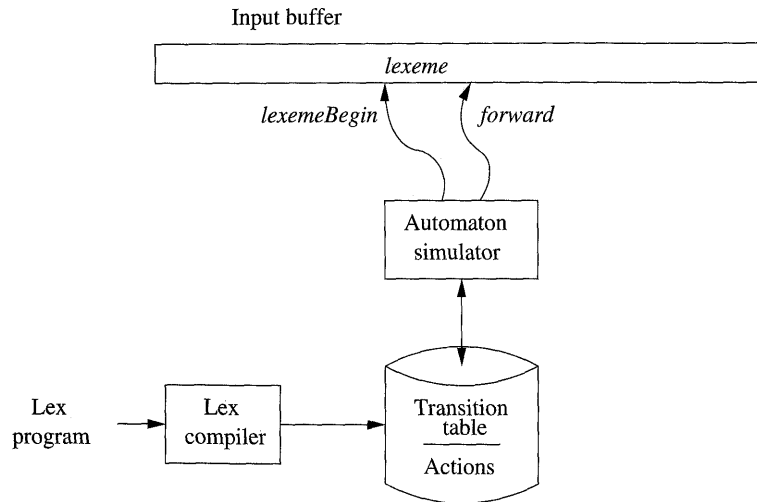 Input buffer
lexeme
lexemeBegin
forward
Automaton
simulator
Lex
program
Lex
compiler
Transition
table
Actions